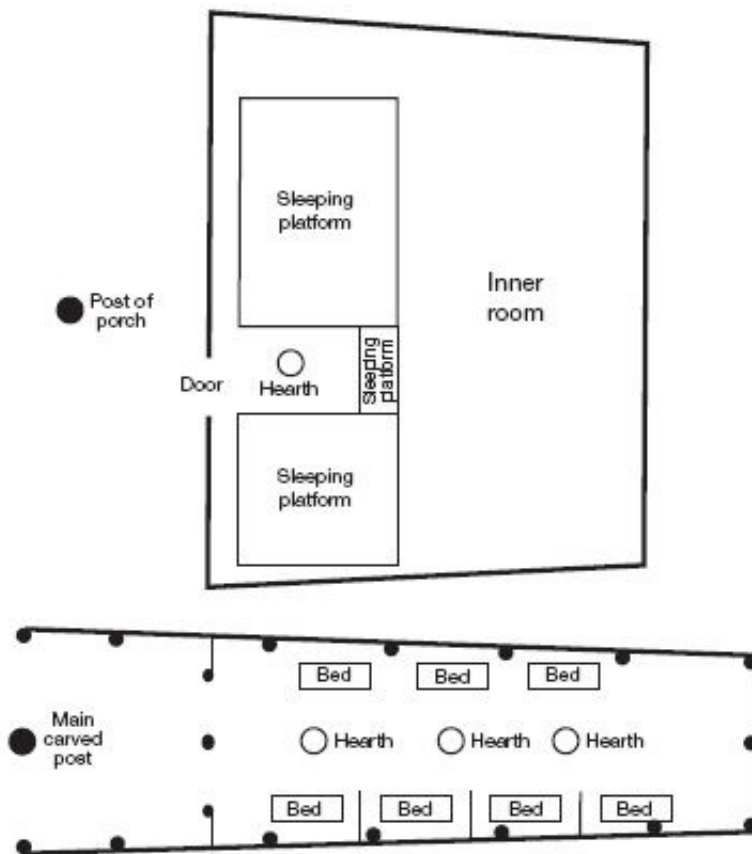 Sleeping
platform
Inner
room
Post of
porch
Sleeping
platform
Door
Hearth
Sleeping
platform
Bed
Bed
Bed
Main
carved
post
Hearth
Hearth
Hearth
Bed
Bed
Bed
Bed